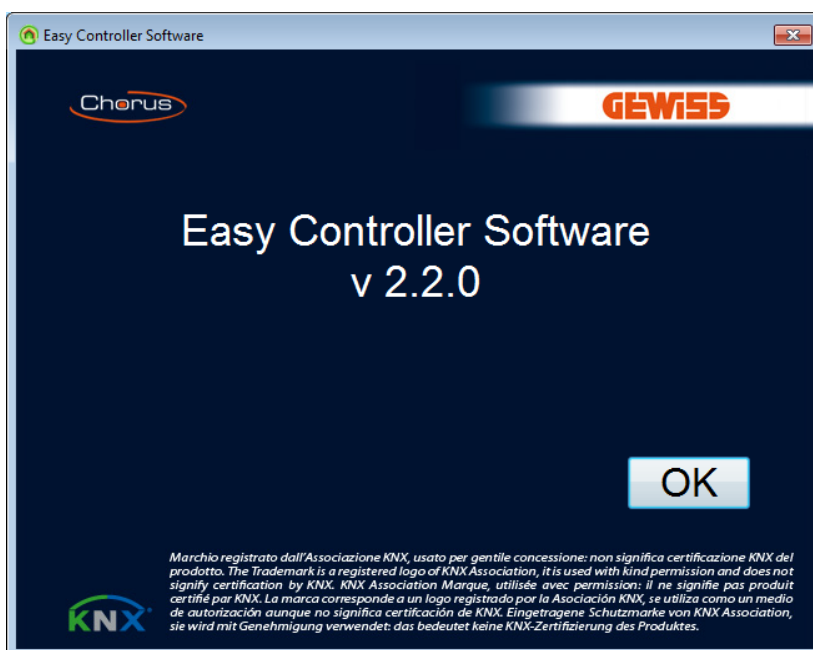 Easy Controller Software
Chorus
GEWISS
Easy Controller Software
v 2.2.0
OK
Marchio registrato dall'Associazione KNX, usato per gentile concessione: non significa certificazione KNX del
prodotto. The Trademark is a registered logo of KNX Association, it is used with kind permission and does not
signify certification by KNX. KNX Association Marque, utilisée avec permission: il ne signifie pas produit
certifié par KNX. La marca corresponde a un logo registrado por la Asociación KNX, se utiliza como un medio
de autorización aunque no significa certifcación de KNX. Eingetragene Schutzmarke von KNX Association,
sie wird mit Genehmigung verwendet: das bedeutet keine KNX-Zertifizierung des Produktes.
KNX